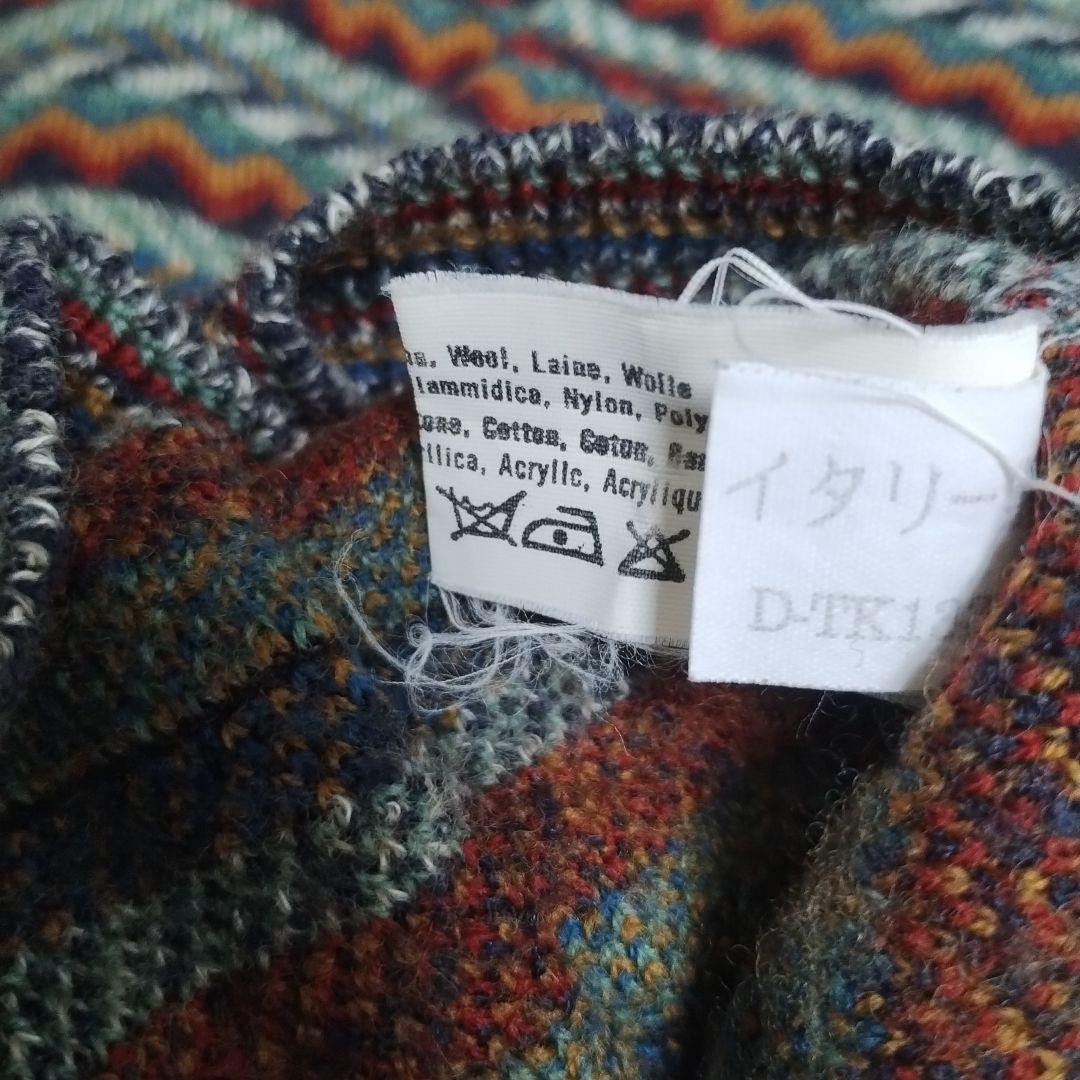 Wool, Laine, Wolle
Nylon, Poly
Cotton, Coton,
Acrylic, Acryliqu
イタリー
D-TK1